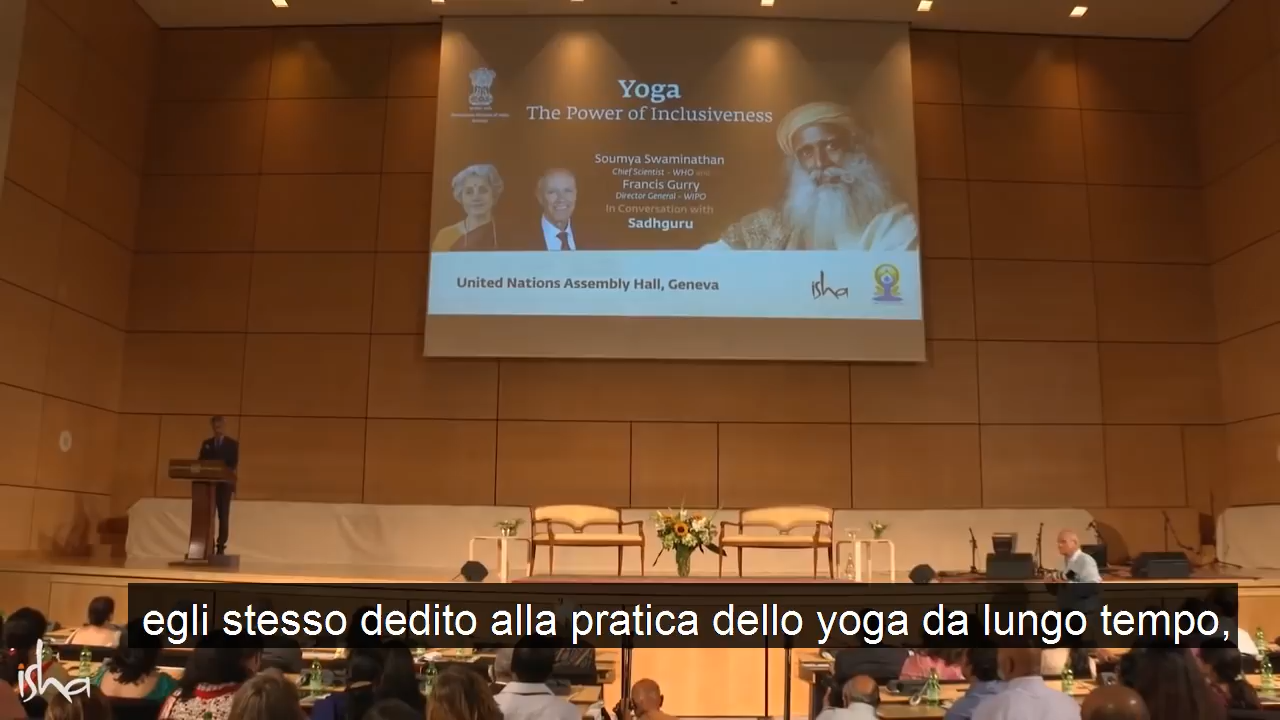 Yoga
The Power of Inclusiveness
Soumya Swaminathan
Chief Scientist - WHO and
Francis Gurry
Director General - WIPO
In Conversation with
Sadhguru
United Nations Assembly Hall, Geneva
isha
egli stesso dedito alla pratica dello yoga da lungo tempo,
isha